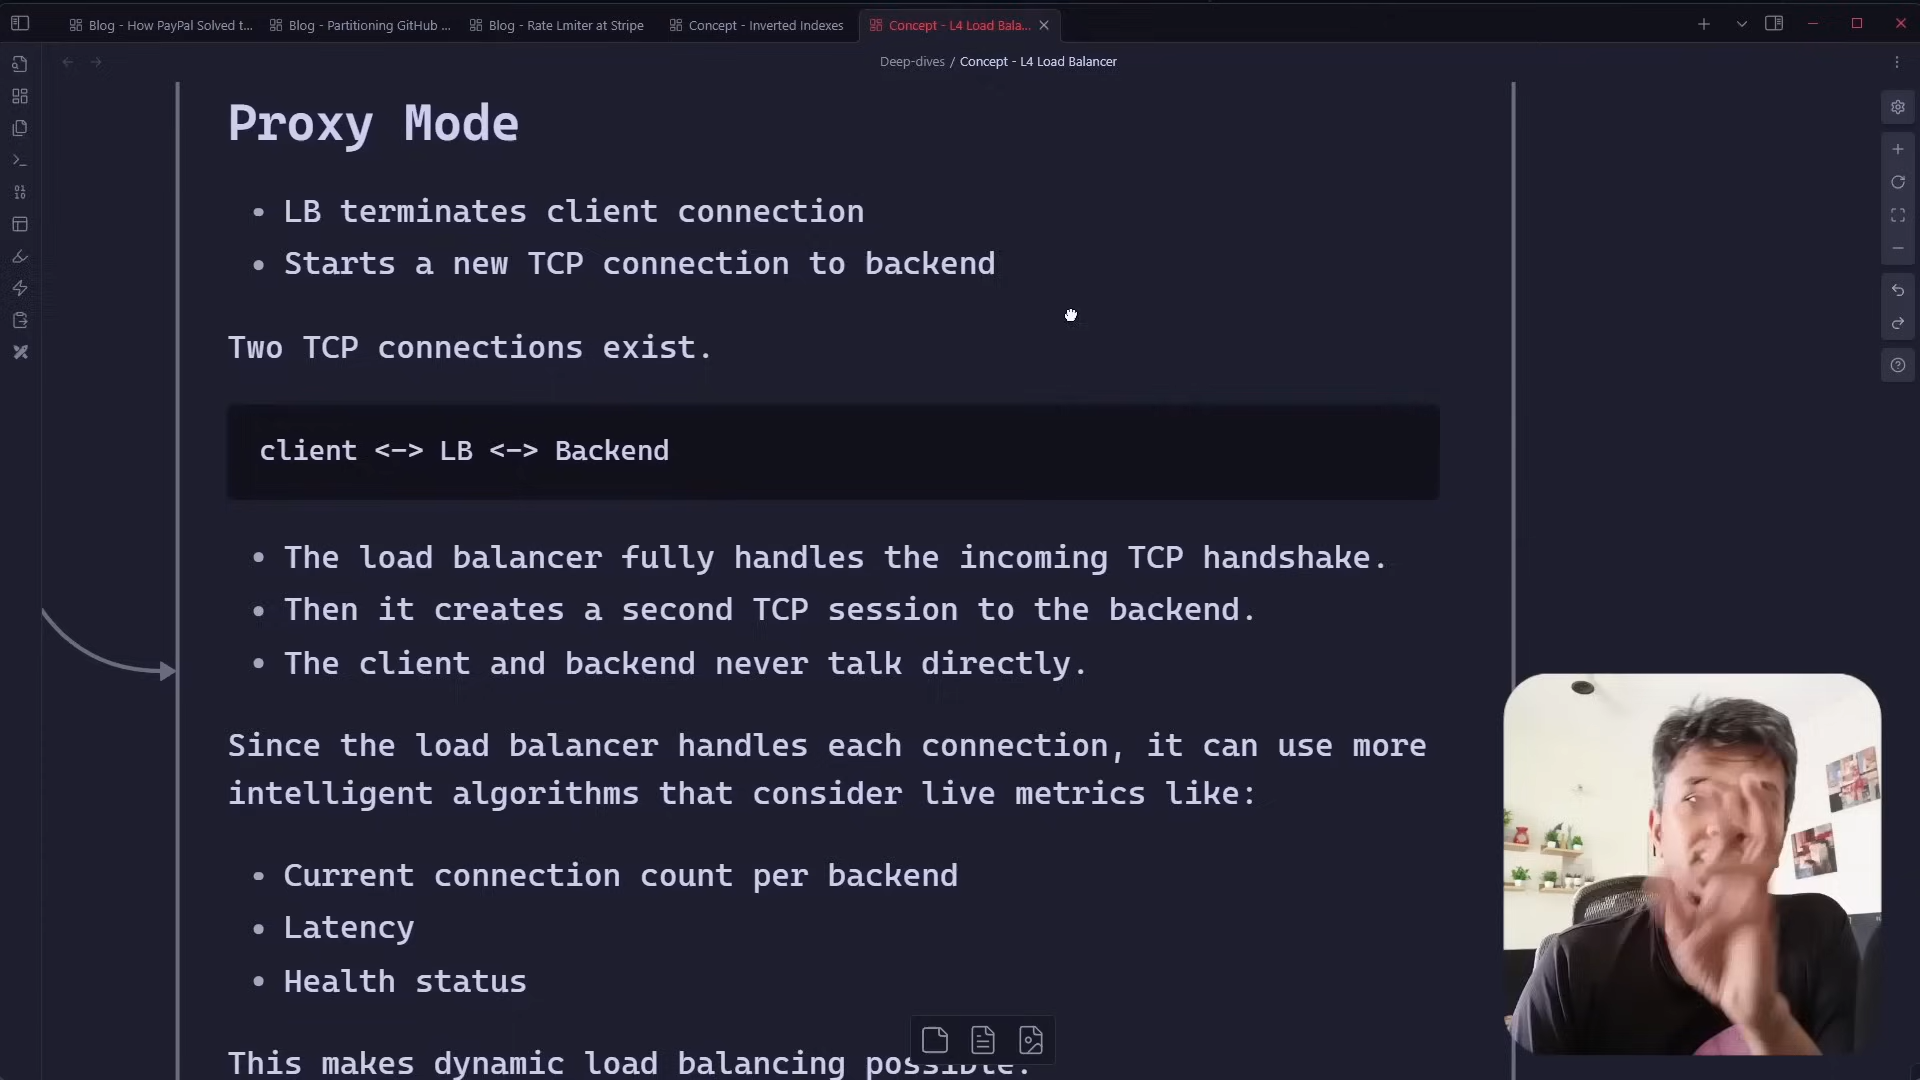 Blog - How PayPal Solved t...
Blog - Partitioning GitHub ...
Blog - Rate Lmiter at Stripe
Concept - Inverted Indexes
Concept - L4 Load Bala...
Deep-dives / Concept - L4 Load Balancer
Proxy Mode
• LB terminates client connection
• Starts a new TCP connection to backend
Two TCP connections exist.
client <-> LB <-> Backend
• The load balancer fully handles the incoming TCP handshake.
• Then it creates a second TCP session to the backend.
• The client and backend never talk directly.
Since the load balancer handles each connection, it can use more
intelligent algorithms that consider live metrics like:
• Current connection count per backend
• Latency
• Health status
This makes dynamic load balancing possible.